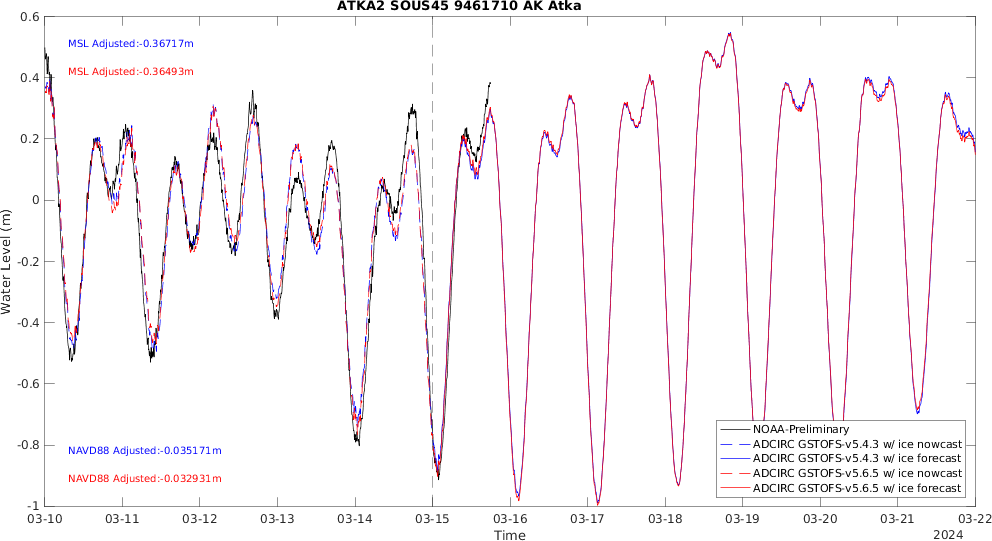 ATKA2 SOUS45 9461710 AK Atka
MSL Adjusted:-0.36717m
MSL Adjusted:-0.36493m
0.6
0.4
0.2
0
-0.2
-0.4
-0.6
-0.8
-1
Water Level (m)
NAVD88 Adjusted:-0.035171m
NAVD88 Adjusted:-0.032931m
NOAA-Preliminary
ADCIRC GSTOFS-v5.4.3 w/ ice nowcast
ADCIRC GSTOFS-v5.4.3 w/ ice forecast
ADCIRC GSTOFS-v5.6.5 w/ ice nowcast
ADCIRC GSTOFS-v5.6.5 w/ ice forecast
03-10 03-11 03-12 03-13 03-14 03-15 03-16 03-17 03-18 03-19 03-20 03-21 03-22
Time
2024